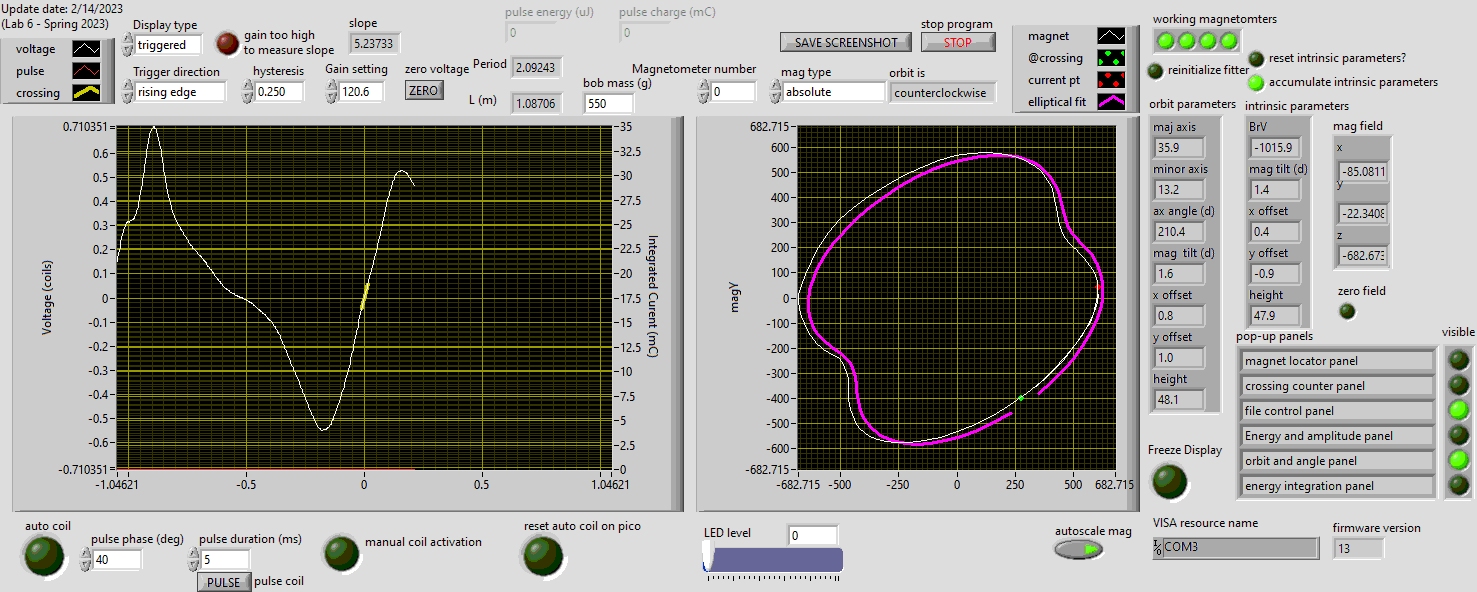 Update date: 2/14/2023
(Lab 6 - Spring 2023)
voltage
pulse
crossing
Display type
triggered
gain too high
to measure slope
slope
5.23733
Trigger direction
rising edge
hysteresis
0.250
Gain setting
120.6
zero voltage
ZERO
pulse energy (uJ)
0
pulse charge (mC)
0
Period
2.09243
L (m)
1.08706
bob mass (g)
550
Magnetometer number
0
mag type
absolute
orbit is
counterclockwise
SAVE SCREENSHOT
stop program
STOP
magnet
@crossing
current pt
elliptical fit
working magnetomters
reinitialize fitter
reset intrinsic parameters?
accumulate intrinsic parameters
orbit parameters
maj axis
35.9
minor axis
13.2
ax angle (d)
210.4
mag tilt (d)
1.6
x offset
0.8
y offset
1.0
height
48.1
intrinsic parameters
BrV
-1015.9
mag tilt (d)
1.4
x offset
0.4
y offset
-0.9
height
47.9
mag field
x
-85.0811
y
-22.3408
z
-682.673
zero field
pop-up panels
visible
magnet locator panel
crossing counter panel
file control panel
Energy and amplitude panel
orbit and angle panel
energy integration panel
Freeze Display
Voltage (coils)
0.710351
0.6
0.5
0.4
0.3
0.2
0.1
0
-0.1
-0.2
-0.3
-0.4
-0.5
-0.6
-0.710351
-1.04621
-0.5
0
0.5
1.04621
35
32.5
30
27.5
25
22.5
20
17.5
15
12.5
10
7.5
5
2.5
0
Integrated Current (mC)
magY
682.715
600
500
400
300
200
100
0
-100
-200
-300
-400
-500
-600
-682.715
-682.715
-500
-250
0
250
500
682.715
auto coil
pulse phase (deg)
40
pulse duration (ms)
5
PULSE
pulse coil
manual coil activation
reset auto coil on pico
LED level
0
autoscale mag
VISA resource name
COM3
firmware version
13